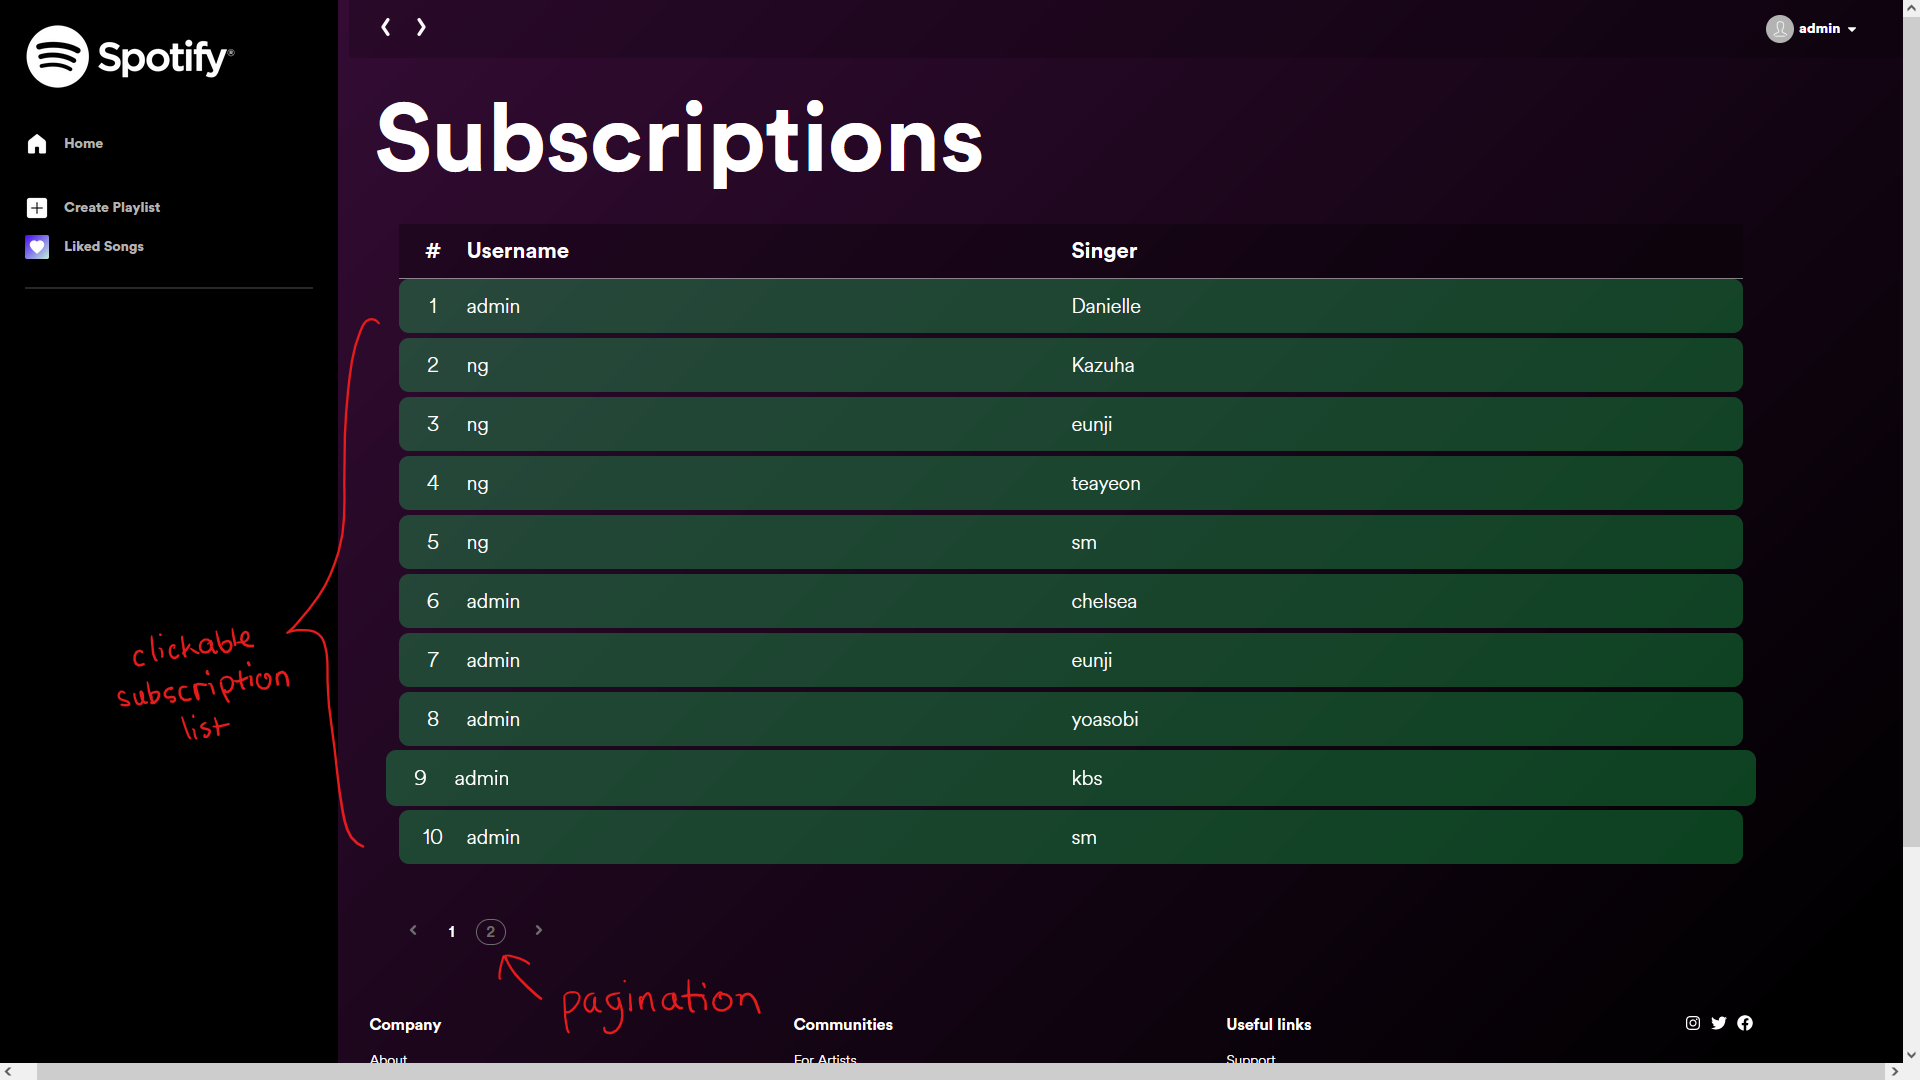 Spotify®
admin
Home
Create Playlist
Liked Songs
Subscriptions
# Username Singer
1 admin Danielle
2 ng Kazuha
3 ng eunji
4 ng teayeon
5 ng sm
6 admin chelsea
7 admin eunji
8 admin yoasobi
9 admin kbs
10 admin sm
clickable
subscription
list
1 2
pagination
Company Communities Useful links
About For Artists Support